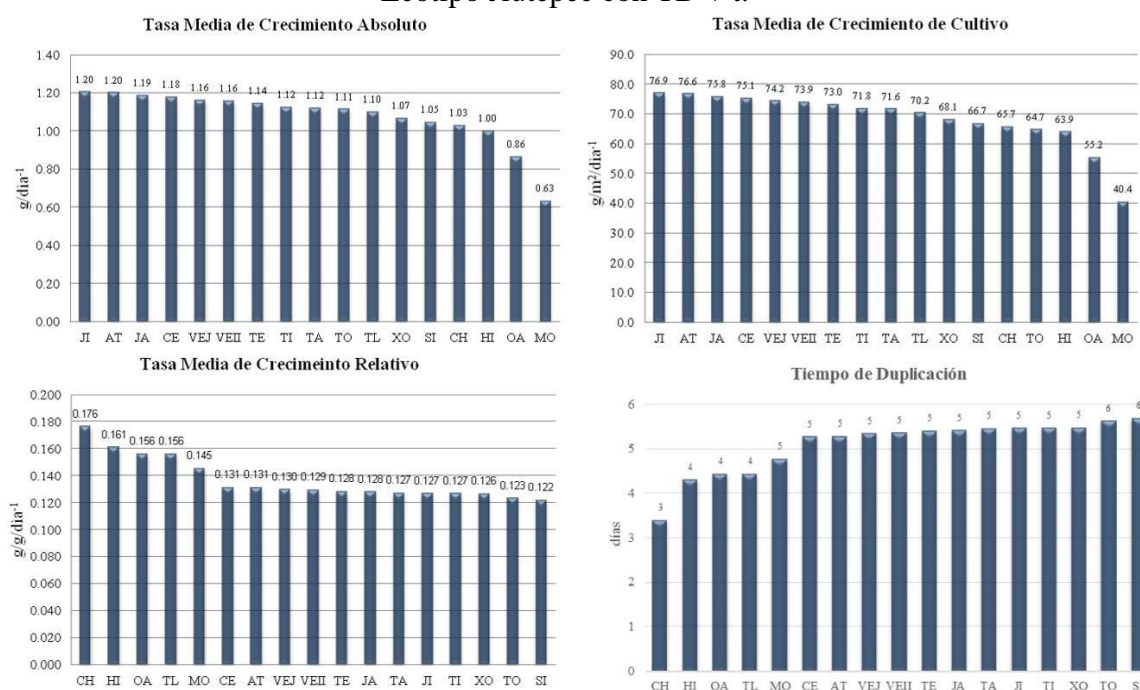 Tasa Media de Crecimiento Absoluto
1.40
1.20
1.00
0.80
0.60
0.40
0.20
0.00
g/dia-1
1.20 1.20 1.19 1.18 1.16 1.16 1.14 1.12 1.12 1.11 1.10 1.07 1.05 1.03 1.00 0.86 0.63
JI AT JA CE VEJ VEII TE TI TA TO TL XO SI CH HI OA MO
Tasa Media de Crecimiento de Cultivo
90.0
80.0
70.0
60.0
50.0
40.0
30.0
20.0
10.0
0.0
g/m2/dia-1
76.9 76.6 75.8 75.1 74.2 73.9 73.0 71.8 71.6 70.2 68.1 66.7 65.7 64.7 63.9 55.2 40.4
JI AT JA CE VEJ VEII TE TI TA TL XO SI CH TO HI OA MO
Tasa Media de Crecimeinto Relativo
0.200
0.180
0.160
0.140
0.120
0.100
0.080
0.060
0.040
0.020
0.000
g/g/dia-1
0.176 0.161 0.156 0.156 0.145 0.131 0.131 0.130 0.129 0.128 0.128 0.127 0.127 0.127 0.126 0.123 0.122
CH HI OA TL MO CE AT VEJ VEII TE JA TA JI TI XO TO SI
Tiempo de Duplicación
6
5
4
3
2
1
0
días
3 4 4 4 5 5 5 5 5 5 5 5 5 5 5 6 6
CH HI OA TL MO CE AT VEJ VEII TE JA TA JI TI XO TO